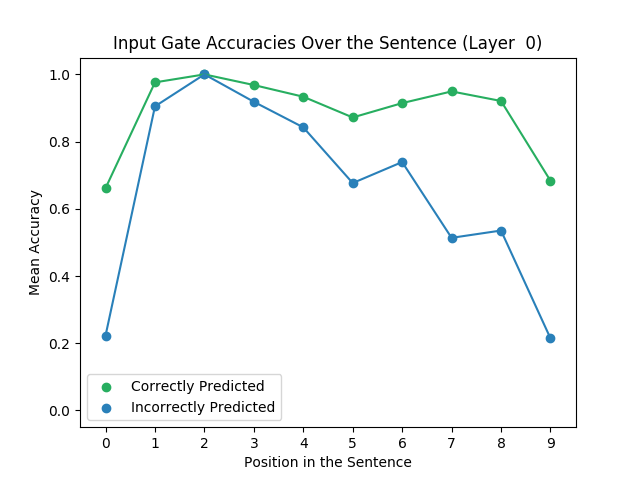 Input Gate Accuracies Over the Sentence (Layer  0)
1.0
0.8
0.6
0.4
0.2
0.0
Mean Accuracy
Correctly Predicted
Incorrectly Predicted
0 1 2 3 4 5 6 7 8 9
Position in the Sentence